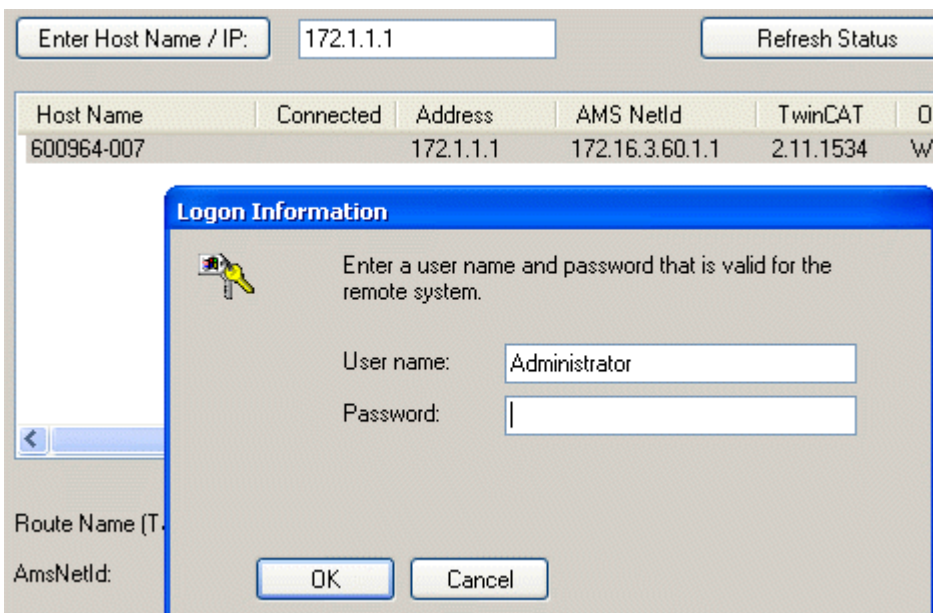 Enter Host Name / IP: 172.1.1.1 Refresh Status
Host Name Connected Address AMS NetId TwinCAT
600964-007 172.1.1.1 172.16.3.60.1.1 2.11.1534
Logon Information
Enter a user name and password that is valid for the
remote system.
User name: Administrator
Password:
Route Name
AmsNetId:
OK Cancel